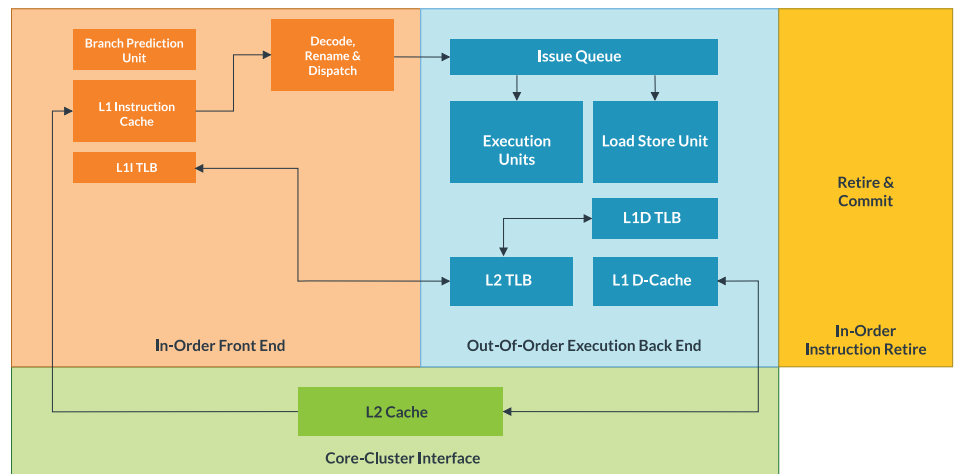 Branch Prediction
Unit
L1 Instruction
Cache
L1I TLB
Decode,
Rename &
Dispatch
In-Order Front End
Issue Queue
Execution
Units
Load Store Unit
L1D TLB
L2 TLB
L1 D-Cache
Out-Of-Order Execution Back End
Retire &
Commit
In-Order
Instruction Retire
L2 Cache
Core-Cluster Interface